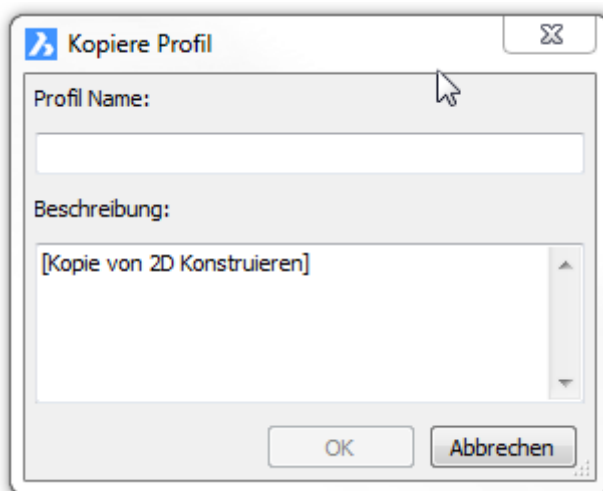 Kopiere Profil
Profil Name:
Beschreibung:
[Kopie von 2D Konstruieren]
OK
Abbrechen